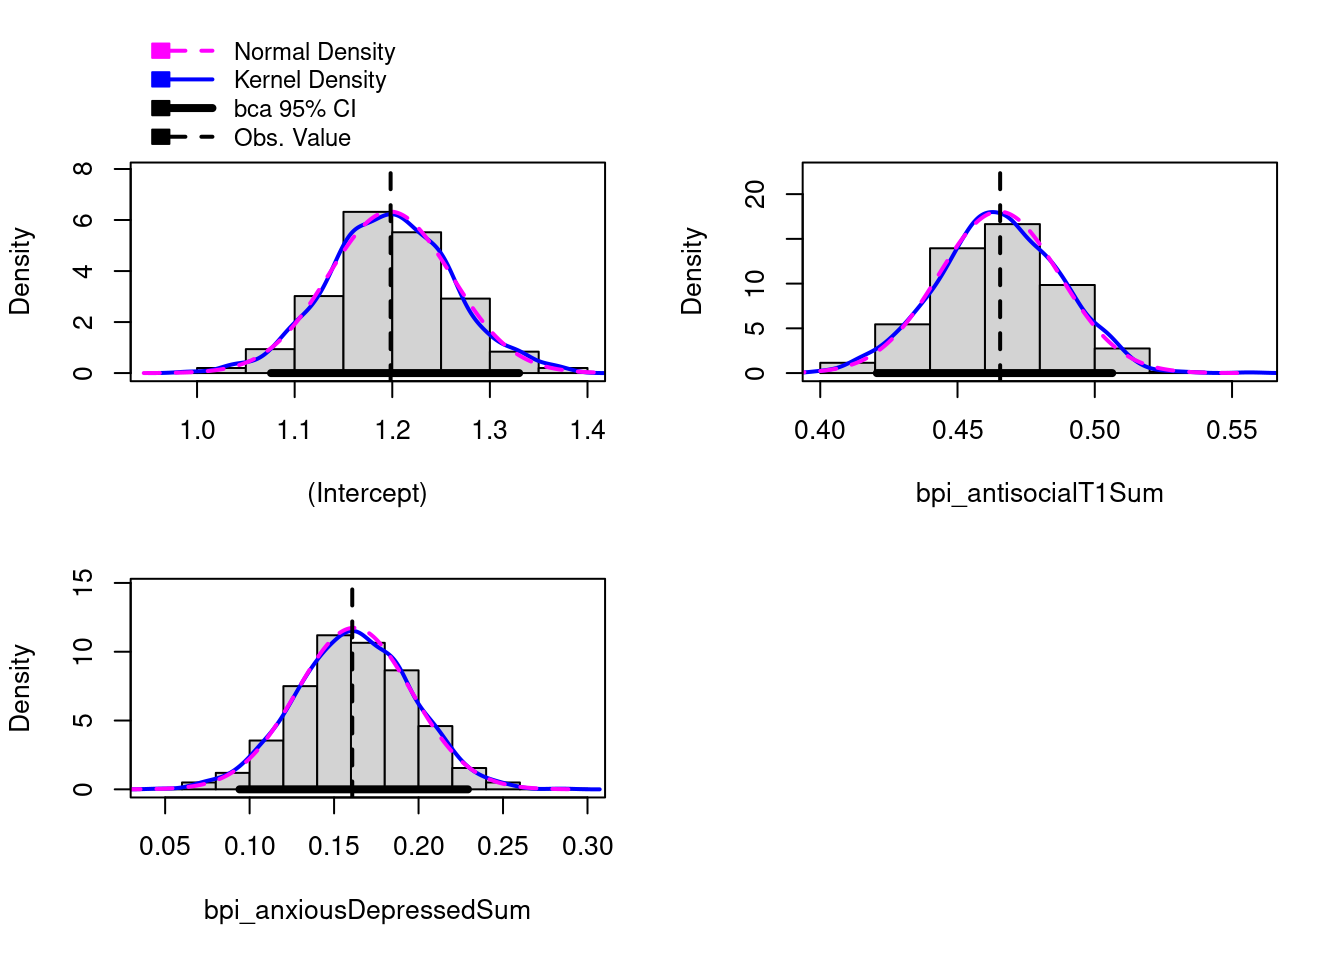 Normal Density
Kernel Density
bca 95% CI
Obs. Value
Density
0 2 4 6 8
1.0 1.1 1.2 1.3 1.4
(Intercept)
Density
0 5 10 20
0.40 0.45 0.50 0.55
bpi_antisocialT1Sum
Density
0 5 10 15
0.05 0.10 0.15 0.20 0.25 0.30
bpi_anxiousDepressedSum